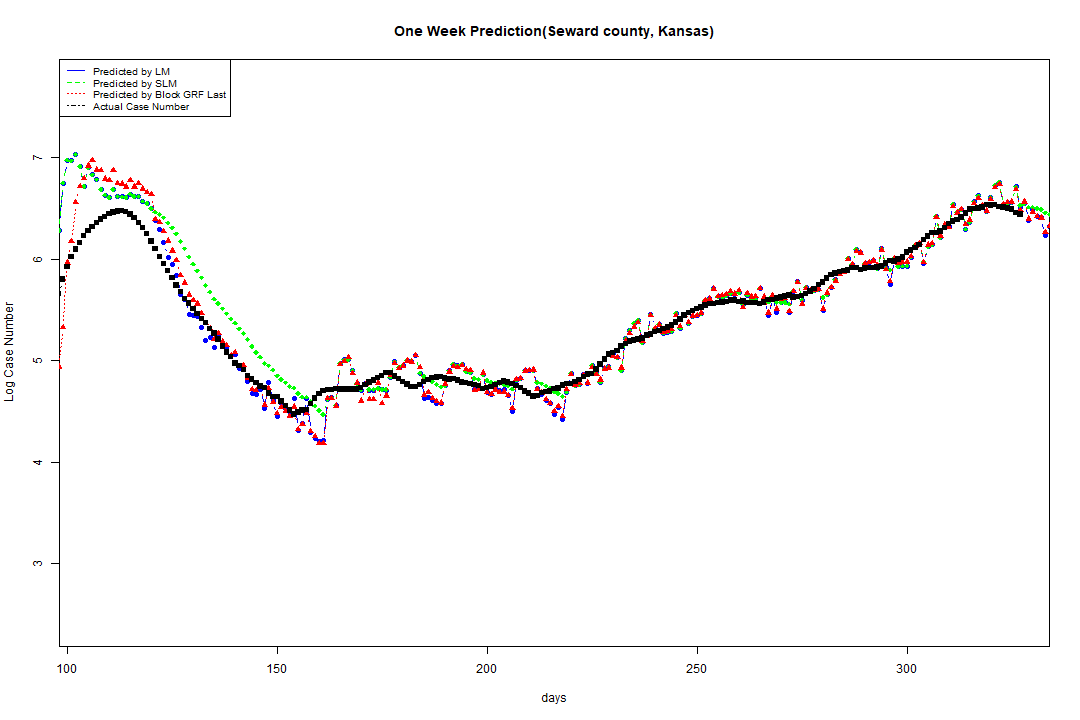 One Week Prediction(Seward county, Kansas)
Predicted by LM
Predicted by SLM
Predicted by Block GRF Last
Actual Case Number
7
6
5
4
3
Log Case Number
100 150 200 250 300
days